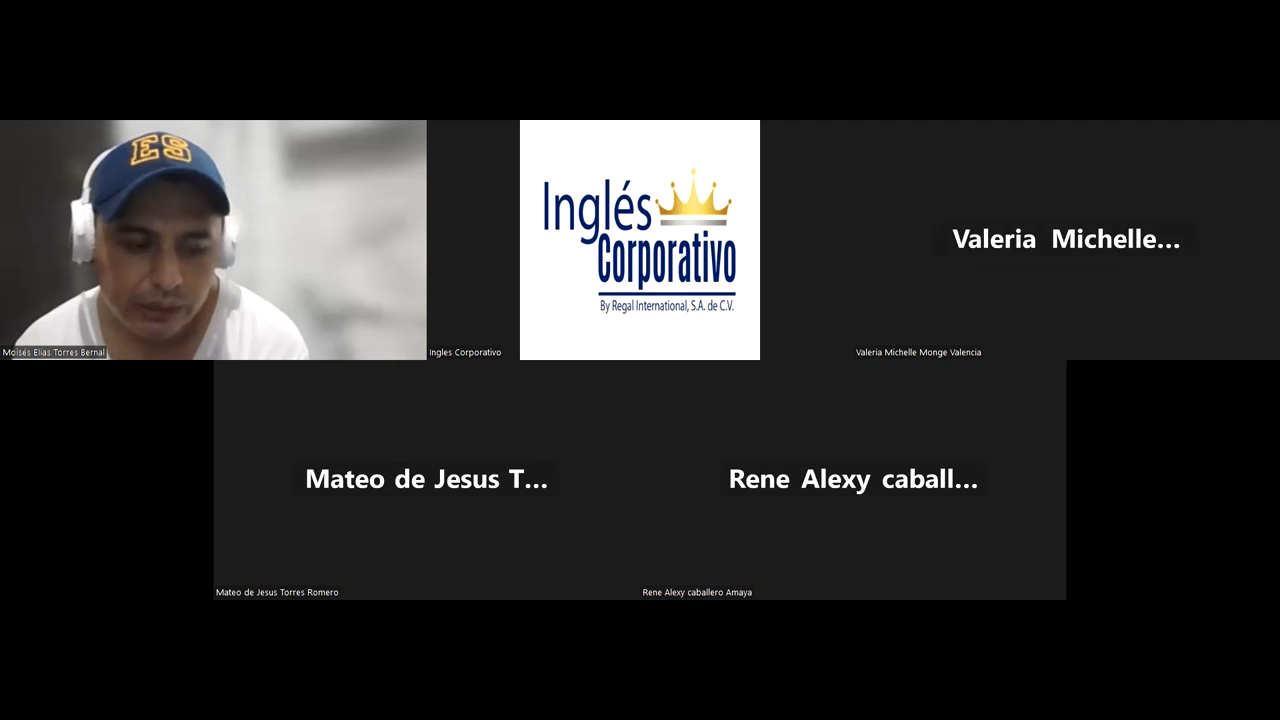 ES
Inglés
Corporativo
By Regal International, S.A. de C.V.
Valeria Michelle...
Moisés Elias Torres Bernal
Ingles Corporativo
Valeria Michelle Monge Valencia
Mateo de Jesus T...
Rene Alexy caball...
Mateo de Jesus Torres Romero
Rene Alexy caballero Amaya